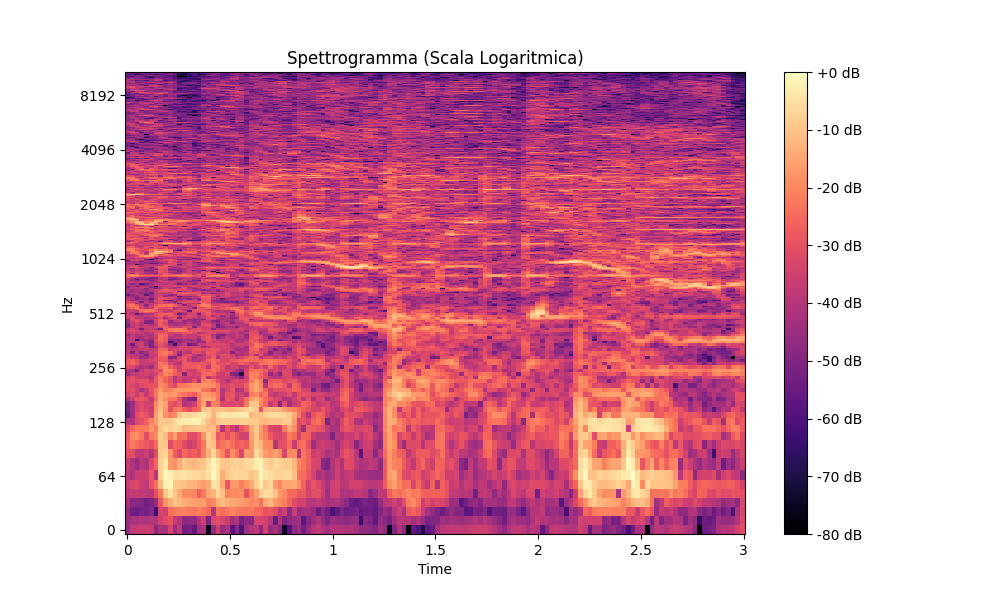 Spettrogramma (Scala Logaritmica)
8192
4096
2048
1024
512
256
128
64
0
Hz
0
0.5
1
1.5
2
2.5
3
Time
+0 dB
-10 dB
-20 dB
-30 dB
-40 dB
-50 dB
-60 dB
-70 dB
-80 dB